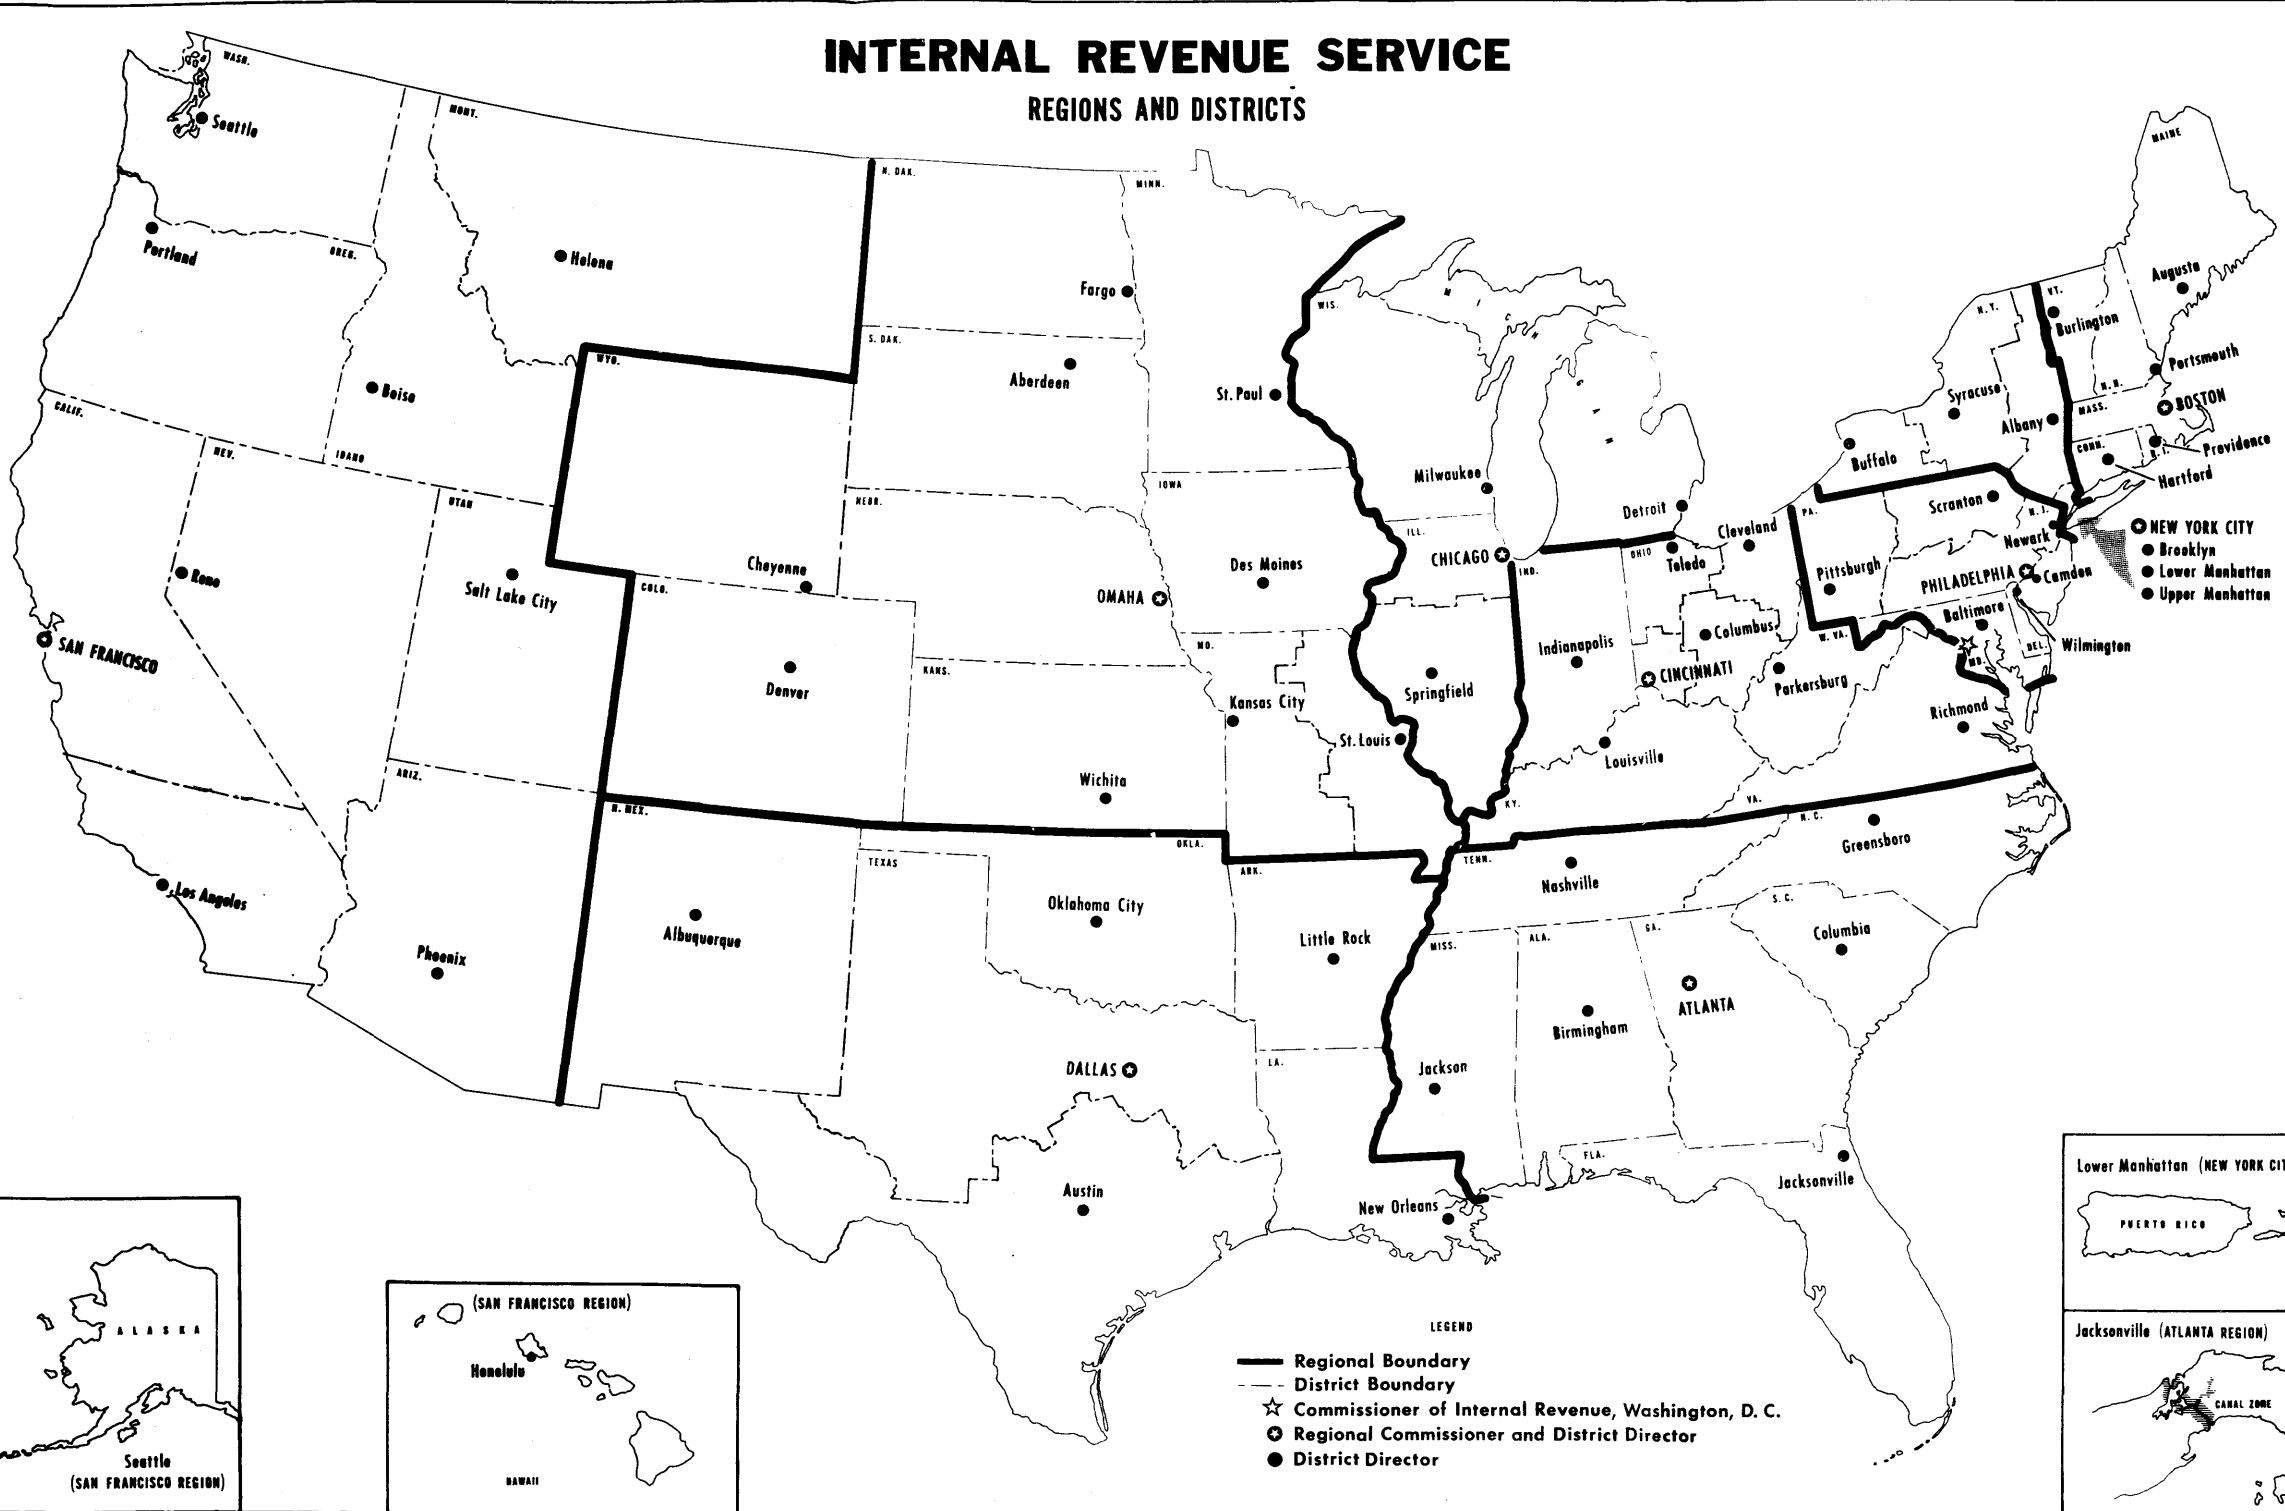 INTERNAL REVENUE SERVICE
REGIONS AND DISTRICTS
WASH.
Seattle
MONT.
N. DAK.
MINN.
MAINE
Portland
OREG.
Helena
Fargo
WIS.
MICHIGAN
N.Y.
VT.
Burlington
Augusta
S. DAK.
WYO.
Aberdeen
St. Paul
Boise
CALIF.
IDAHO
NEV.
UTAH
Portsmouth
N.H.
BOSTON
MASS.
Syracuse
Albany
Buffalo
CONN.
R.I.
Providence
Hartford
NEBR.
IOWA
Milwaukee
ILL.
Detroit
Cleveland
PA.
Scranton
N.J.
Newark
NEW YORK CITY
Brooklyn
Lower Manhattan
Upper Manhattan
Reno
Salt Lake City
Cheyenne
COLO.
OMAHA
Des Moines
CHICAGO
IND.
OHIO
Toledo
Pittsburgh
PHILADELPHIA
Camden
Baltimore
Columbus
W. VA.
MD.
DEL.
Wilmington
SAN FRANCISCO
Denver
KANS.
MO.
Kansas City
Springfield
Indianapolis
CINCINNATI
Parkersburg
Richmond
St. Louis
Louisville
Wichita
ARIZ.
N. MEX.
KY.
VA.
N.C.
Greensboro
OKLA.
TEXAS
ARK.
TENN.
Nashville
Los Angeles
Albuquerque
Oklahoma City
Little Rock
MISS.
ALA.
GA.
S.C.
Columbia
Phoenix
ATLANTA
Birmingham
DALLAS
LA.
Jackson
FLA.
Jacksonville
Austin
New Orleans
Lower Manhattan (NEW YORK CIT
PUERTO RICO
Jacksonville (ATLANTA REGION)
CANAL ZONE
ALASKA
Seattle
(SAN FRANCISCO REGION)
(SAN FRANCISCO REGION)
Honolulu
HAWAII
LEGEND
Regional Boundary
District Boundary
Commissioner of Internal Revenue, Washington, D. C.
Regional Commissioner and District Director
District Director